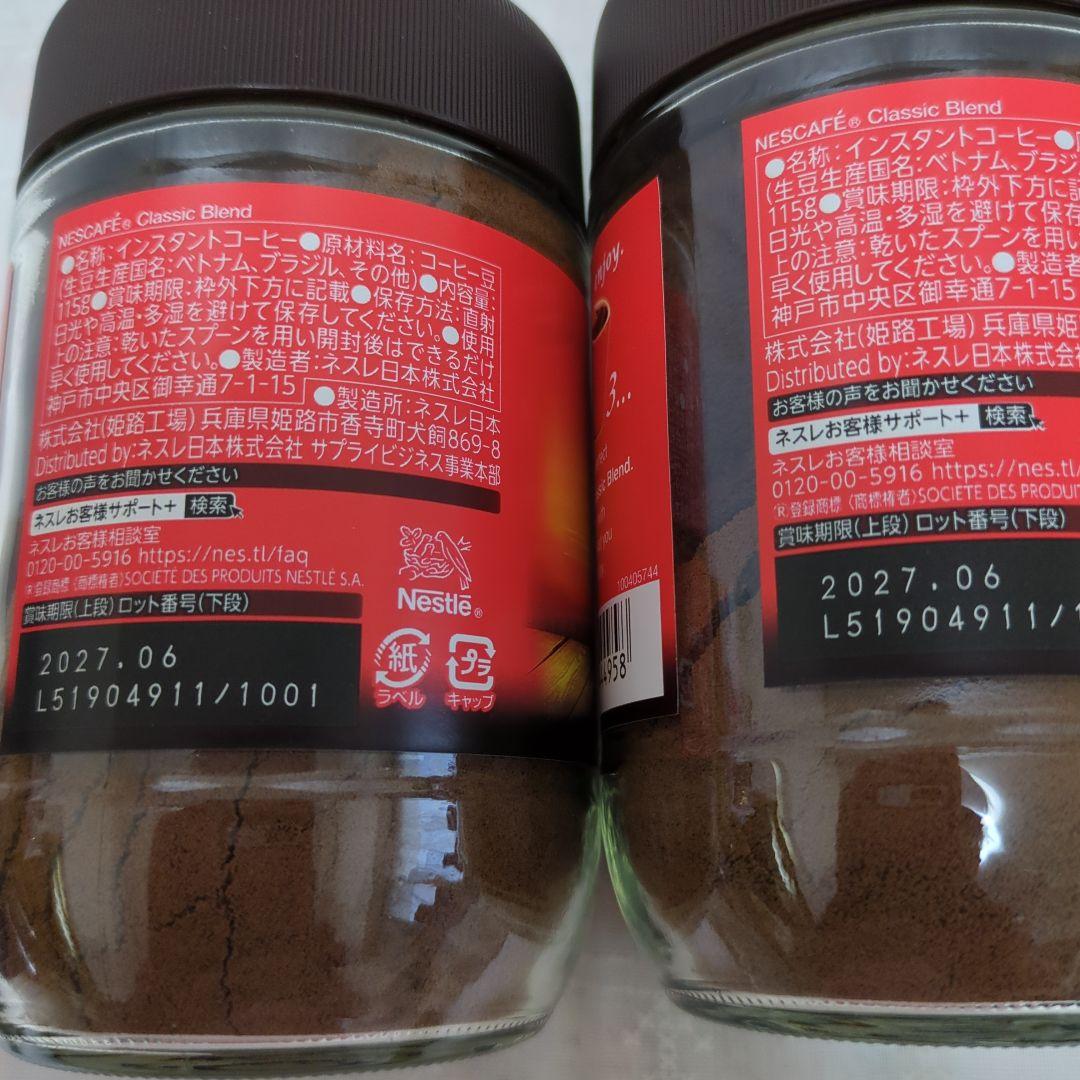 NESCAFÉ® Classic Blend
●名称：インスタントコーヒー●原材料名：コーヒー豆
(生豆生産国名：ベトナム、ブラジル、その他)●内容量：
115g●賞味期限：枠外下方に記載●保存方法：直射
日光や高温・多湿を避けて保存してください。●使用
上の注意：乾いたスプーンを用い開封後はできるだけ
早く使用してください。●製造者：ネスレ日本株式会社
神戸市中央区御幸通7-1-15 ●製造所：ネスレ日本
株式会社(姫路工場) 兵庫県姫路市香寺町犬飼869-8
Distributed by:ネスレ日本株式会社 サプライビジネス事業本部
お客様の声をお聞かせください
ネスレお客様サポート+ 検索
ネスレお客様相談室
0120-00-5916 https://nes.tl/faq
®登録商標 (商標権者)SOCIÉTÉ DES PRODUITS NESTLÉ S.A.
賞味期限(上段) ロット番号(下段)
2027.06
L51904911/1001
Nestlé®
紙
ラベル
プラ
キャップ
njoy.
3...
ect
sic Blend.
you
100405744
4958
NESCAFÉ® Classic Blend
●名称：インスタントコーヒー●
(生豆生産国名：ベトナム、ブラジ
115g●賞味期限：枠外下方に記
日光や高温・多湿を避けて保存
上の注意：乾いたスプーンを用い
早く使用してください。●製造者
神戸市中央区御幸通7-1-15
株式会社(姫路工場) 兵庫県姫
Distributed by:ネスレ日本株式会
お客様の声をお聞かせください
ネスレお客様サポート+ 検索
ネスレお客様相談室
0120-00-5916 https://nes.tl/
®登録商標 (商標権者)SOCIÉTÉ DES PRODUI
賞味期限(上段) ロット番号(下段)
2027.06
L51904911/1